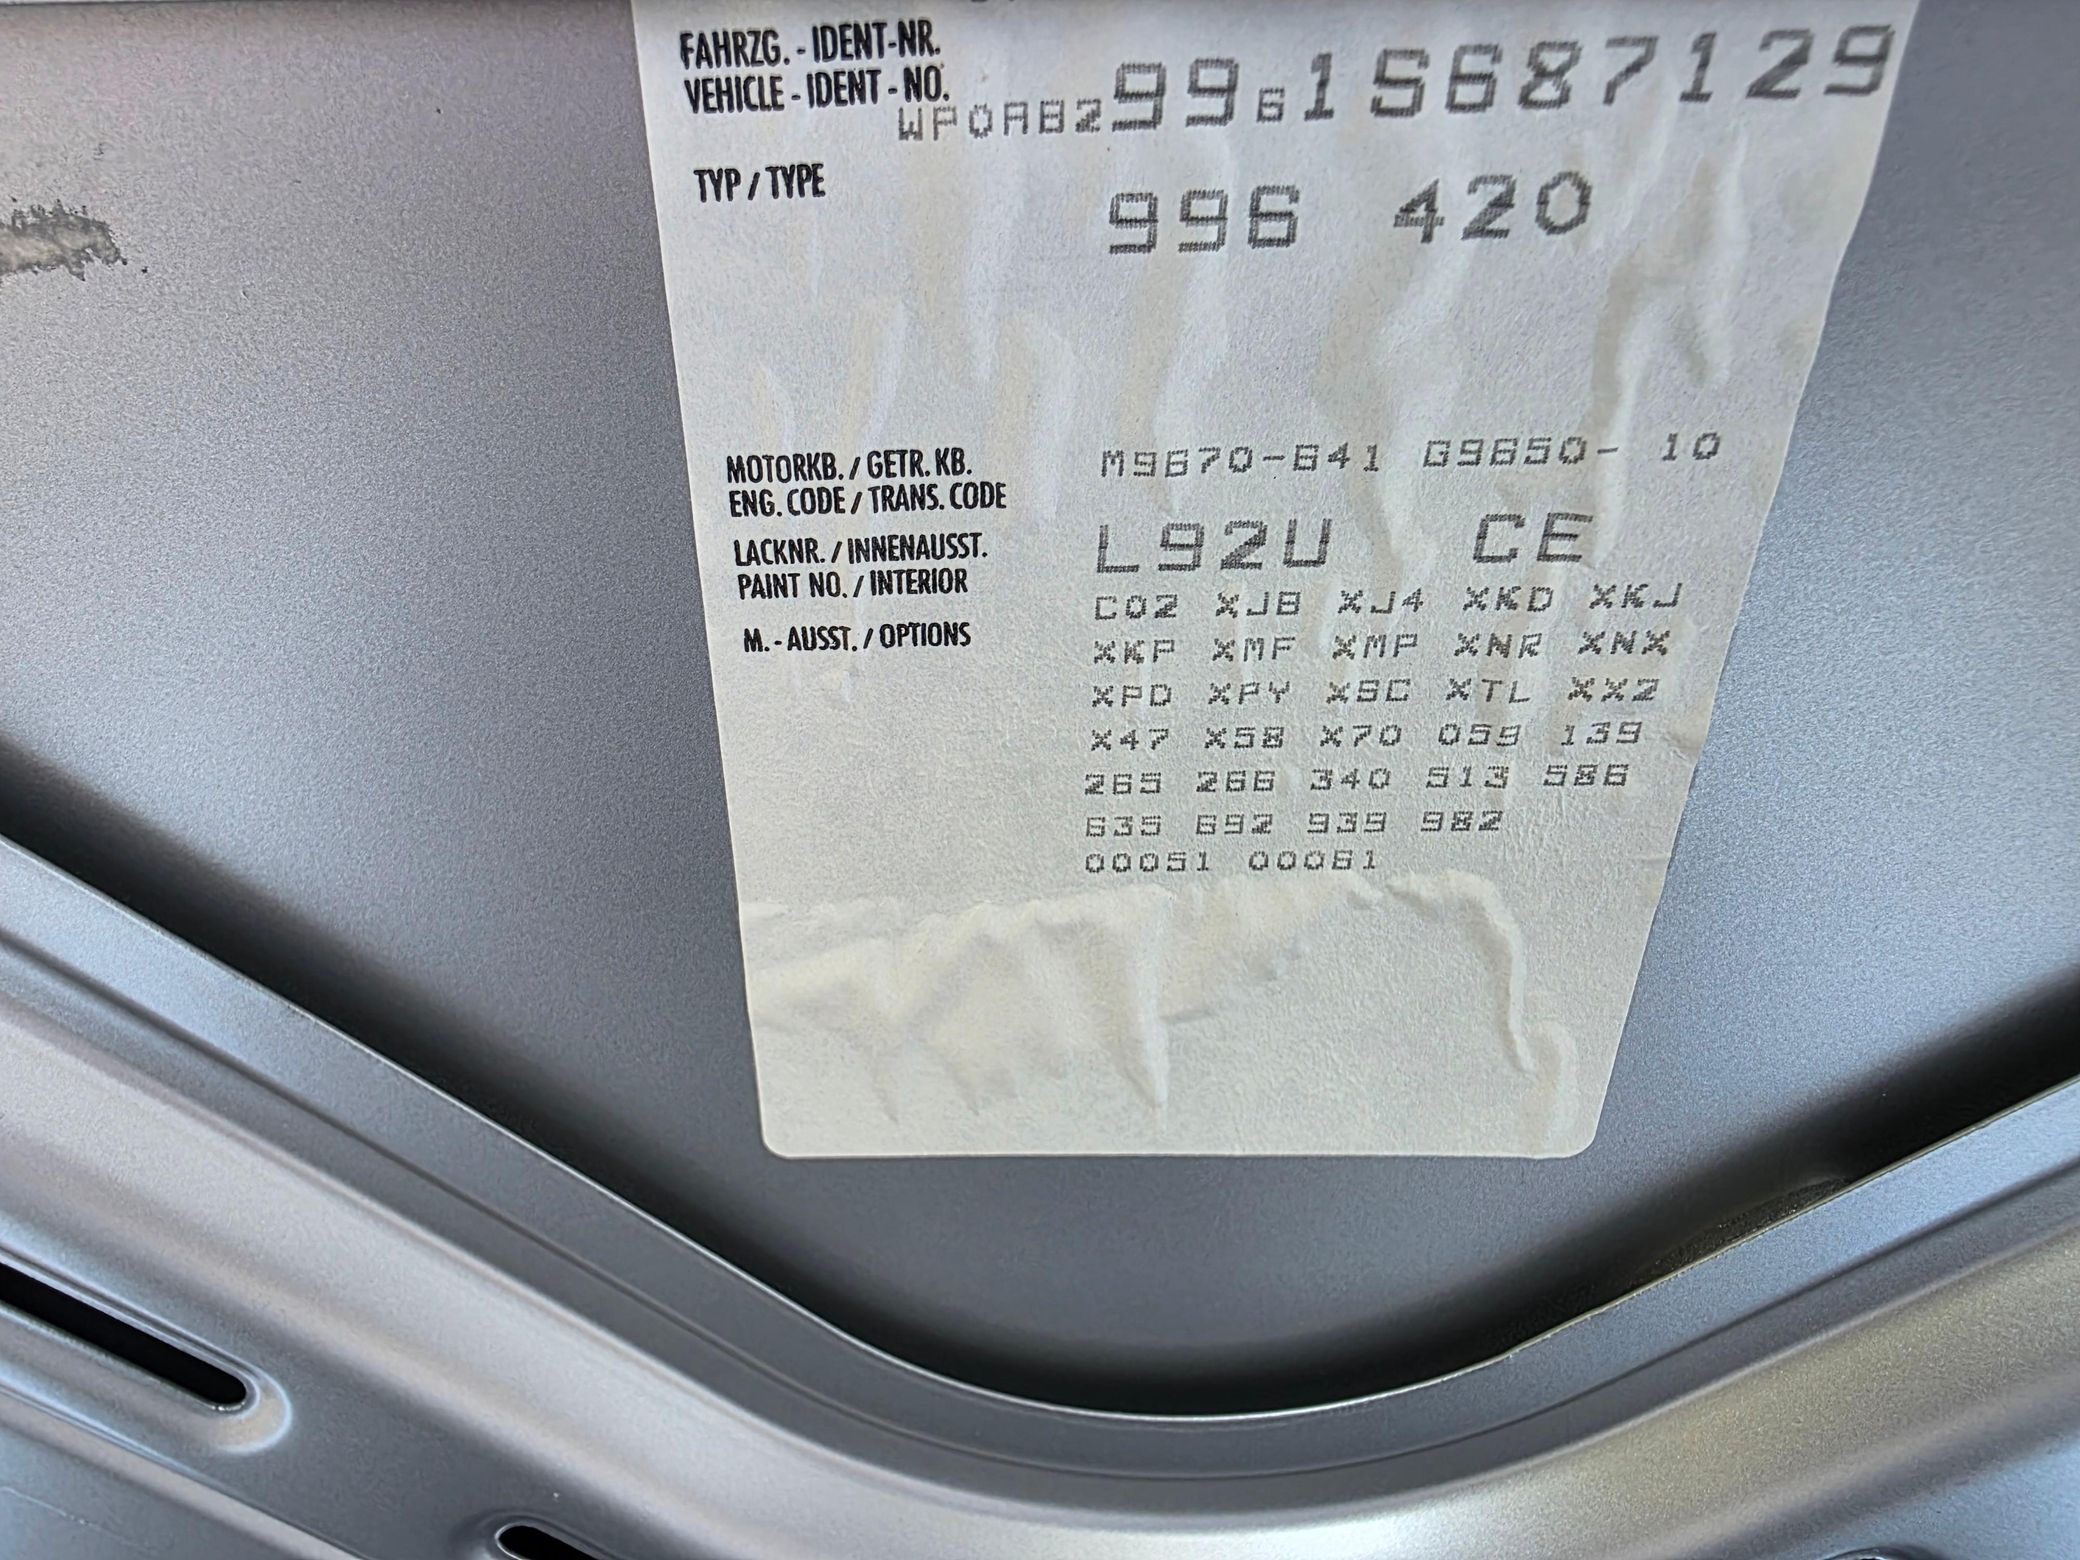 FAHRZG. - IDENT-NR.
VEHICLE - IDENT - NO. WP0AB29961S687129
TYP / TYPE 996 420
MOTORKB. / GETR. KB. M9670-641 G9650- 10
ENG. CODE / TRANS. CODE
LACKNR. / INNENAUSST. L92U CE
PAINT NO. / INTERIOR
C02 XJB XJ4 XKD XKJ
M. - AUSST. / OPTIONS XKP XMF XMP XNR XNX
XPD XPY XSC XTL XXZ
X47 X58 X70 059 139
265 266 340 513 586
635 692 939 982
00051 00061